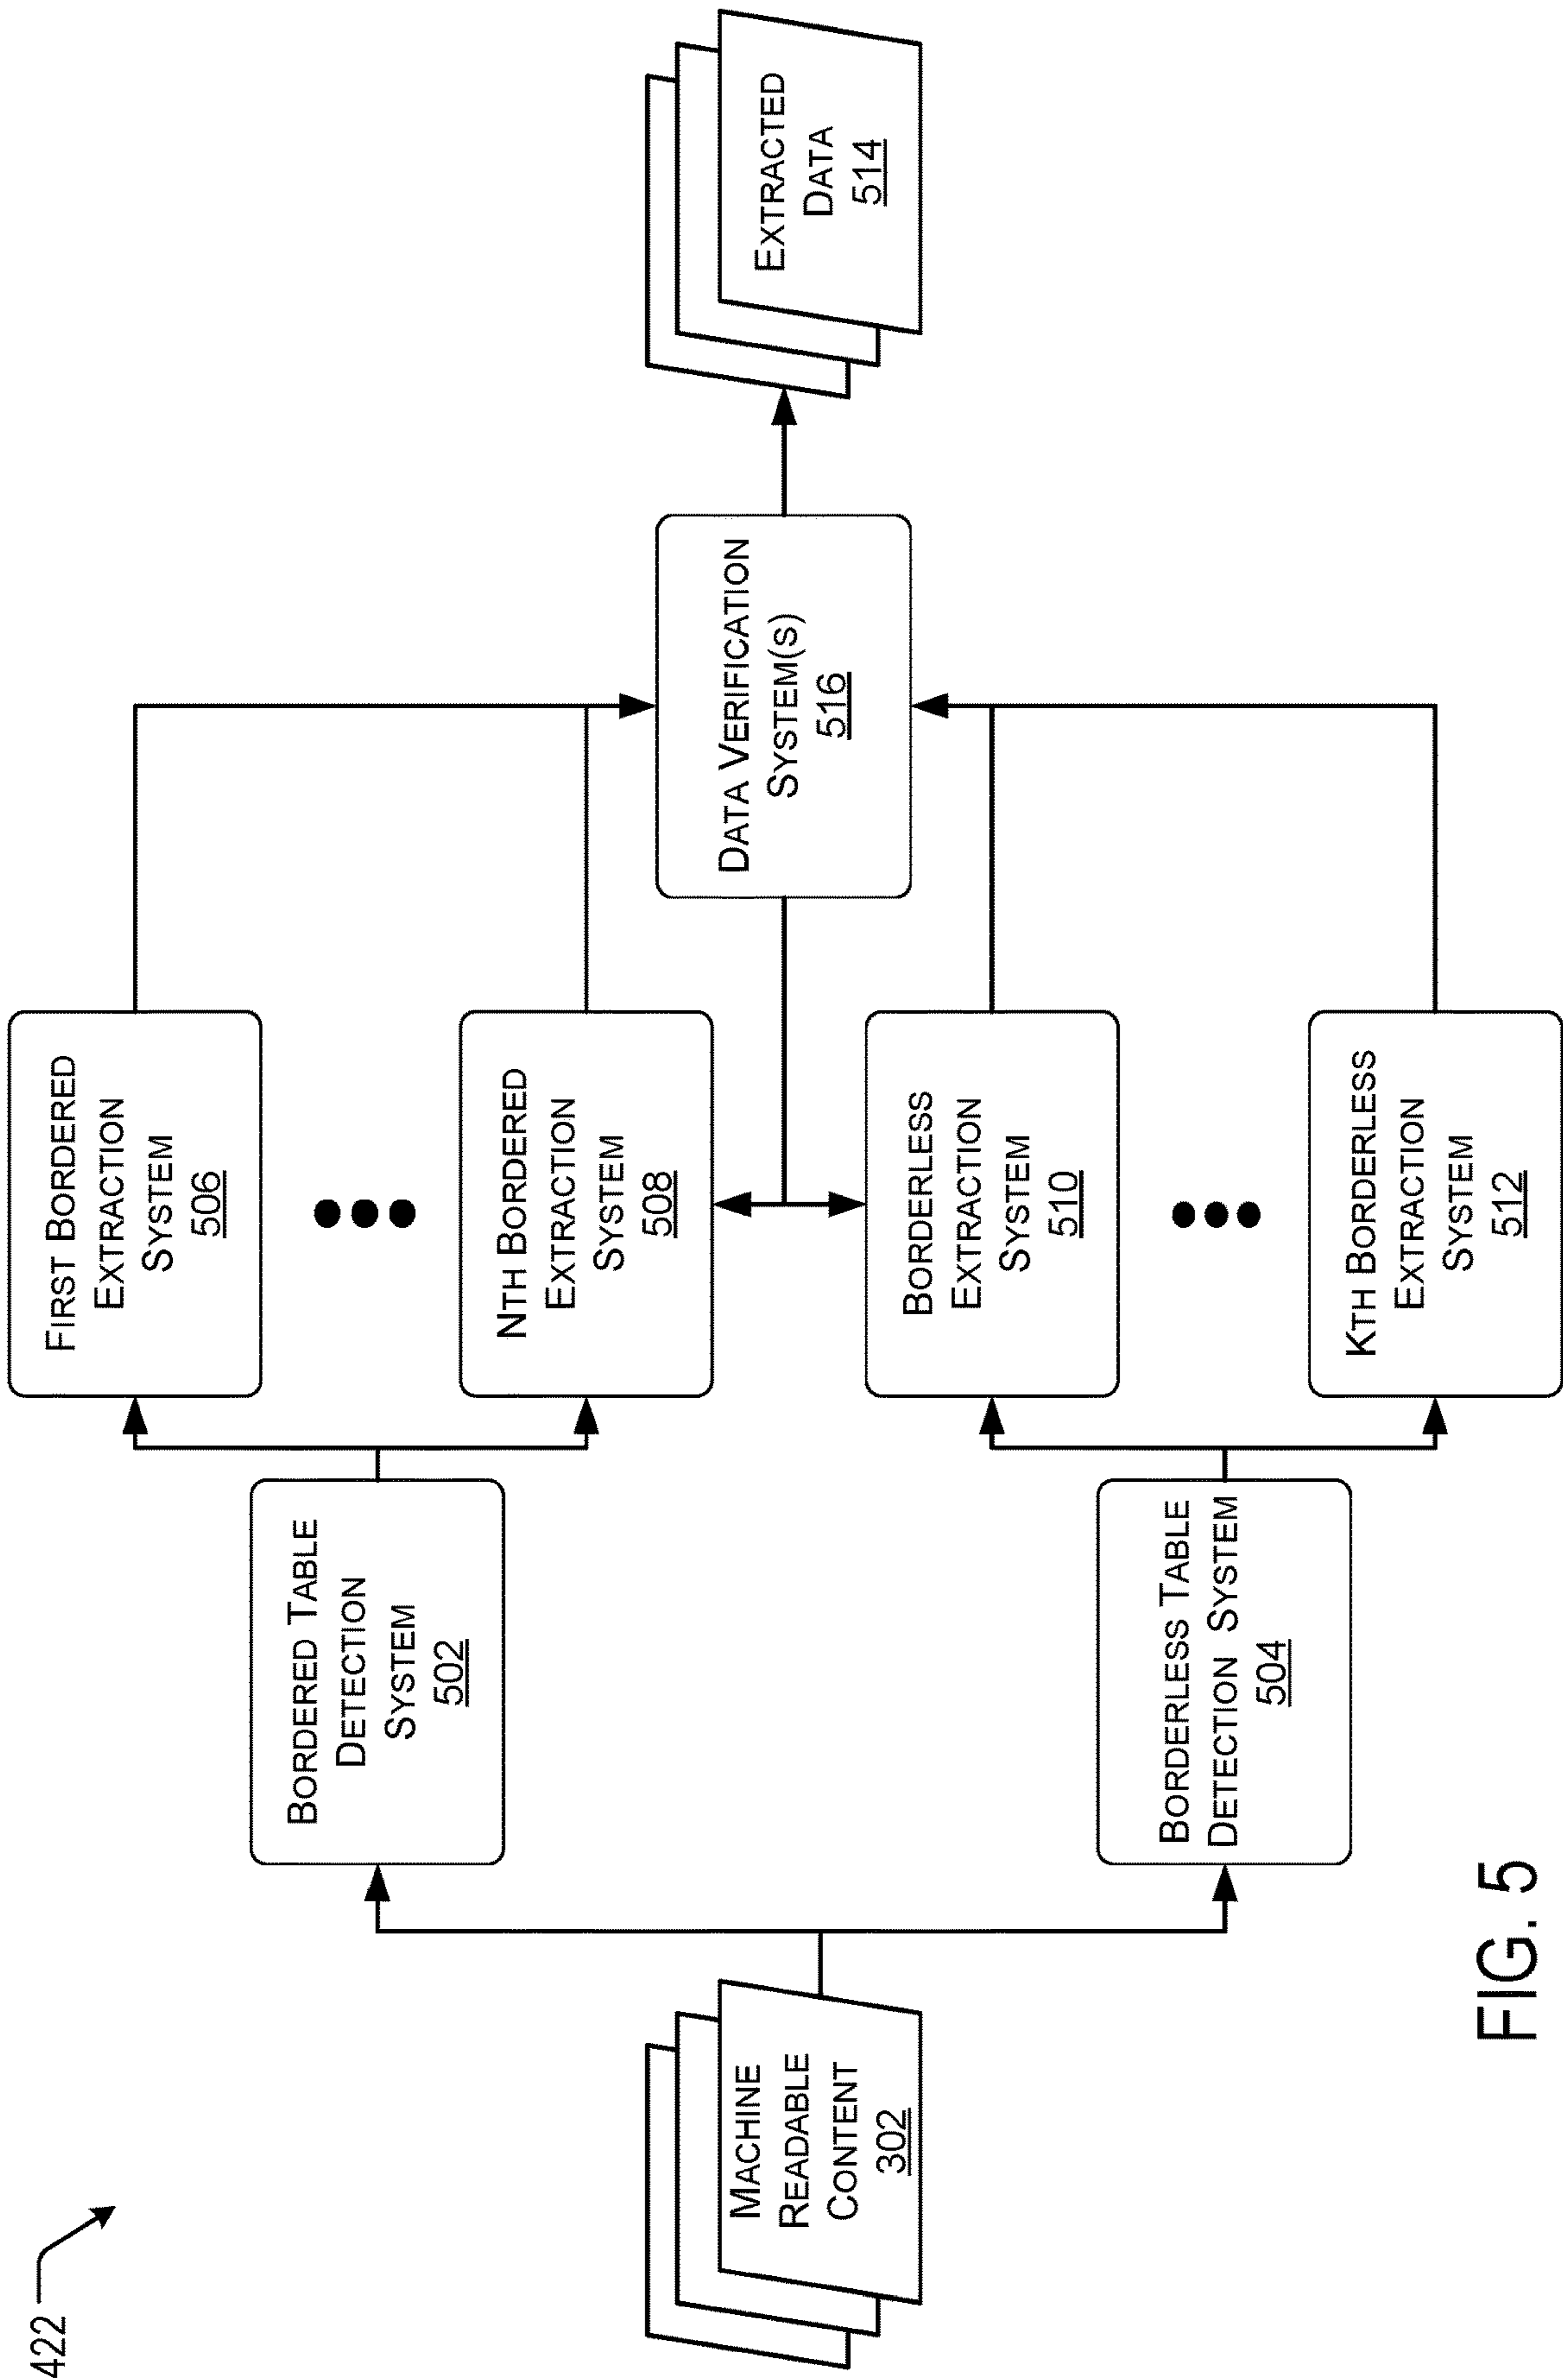 422
MACHINE
READABLE
CONTENT
302
BORDERED TABLE
DETECTION
SYSTEM
502
BORDERLESS TABLE
DETECTION SYSTEM
504
FIRST BORDERED
EXTRACTION
SYSTEM
506
NTH BORDERED
EXTRACTION
SYSTEM
508
BORDERLESS
EXTRACTION
SYSTEM
510
KTH BORDERLESS
EXTRACTION
SYSTEM
512
DATA VERIFICATION
SYSTEM(S)
516
EXTRACTED
DATA
514
FIG. 5